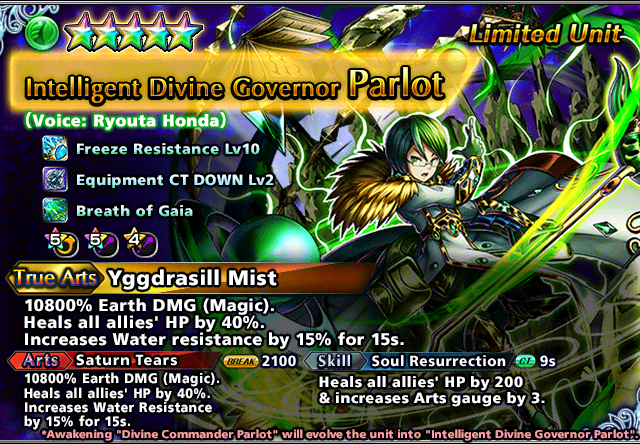 Limited Unit
Intelligent Divine Governor Parlot
(Voice: Ryouta Honda)
Freeze Resistance Lv10
Equipment CT DOWN Lv2
Breath of Gaia
5 5 4
True Arts Yggdrasill Mist
10800% Earth DMG (Magic).
Heals all allies' HP by 40%.
Increases Water resistance by 15% for 15s.
Arts Saturn Tears BREAK 2100
10800% Earth DMG (Magic).
Heals all allies' HP by 40%.
Increases Water Resistance
by 15% for 15s.
Skill Soul Resurrection CT 9s
Heals all allies' HP by 200
& increases Arts gauge by 3.
*Awakening "Divine Commander Parlot" will evolve the unit into "Intelligent Divine Governor Parlot".